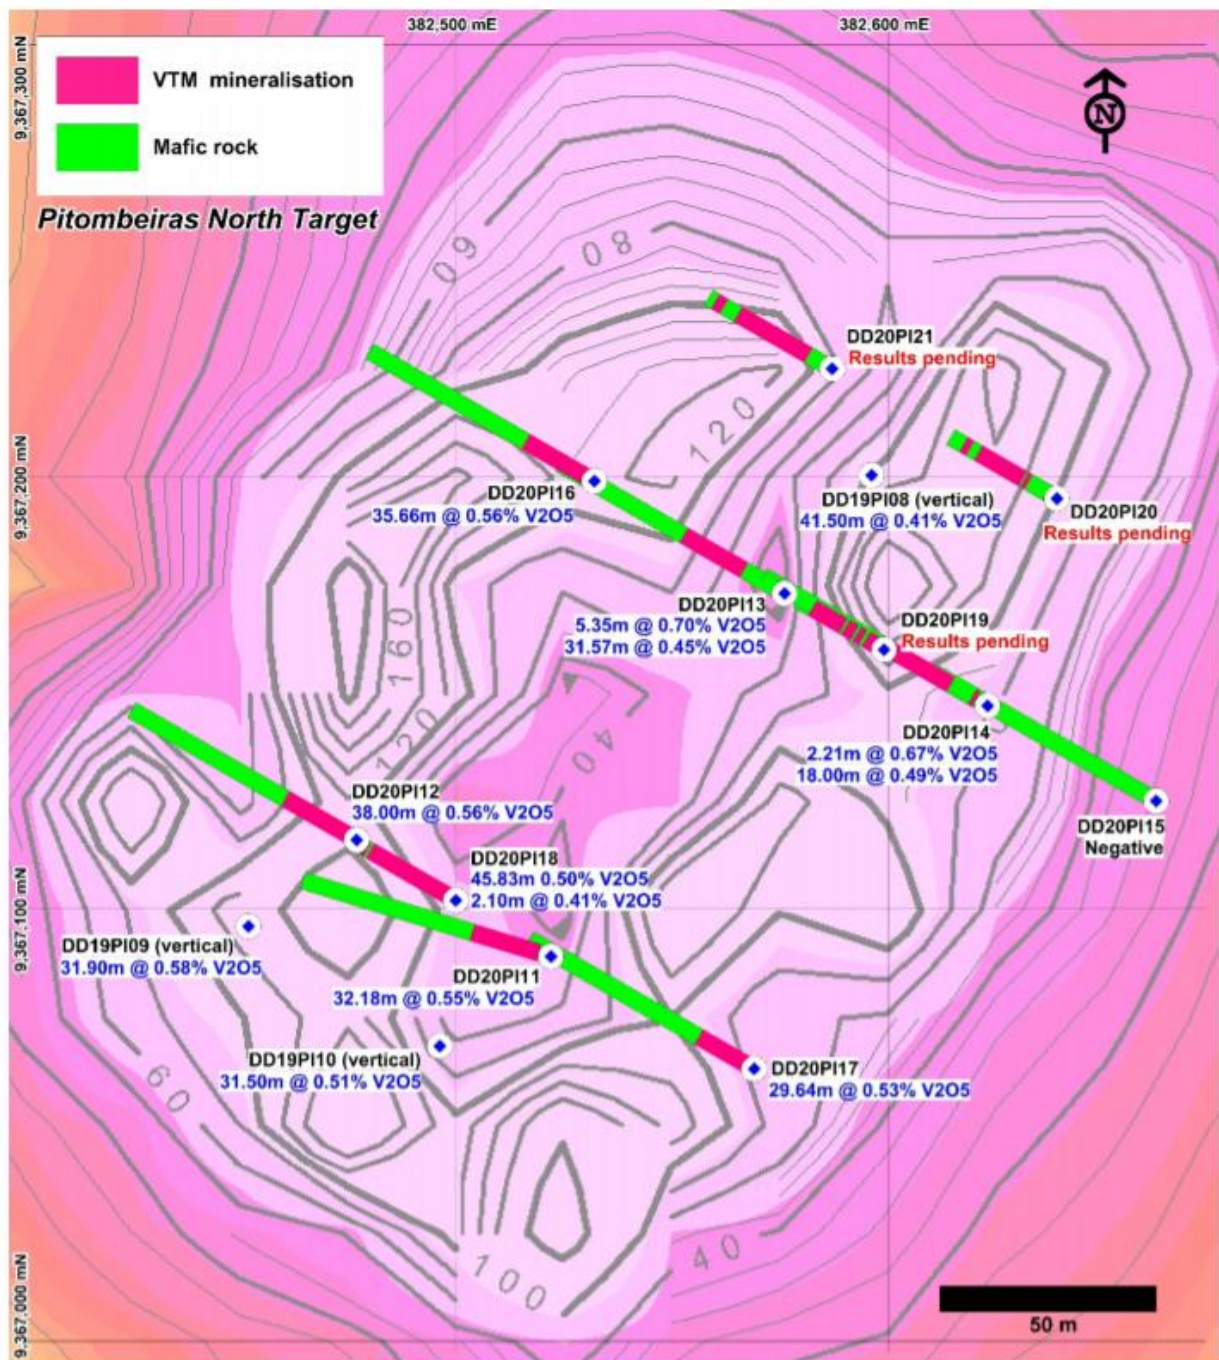 382,500 mE
382,600 mE
9,367,300 mN
VTM mineralisation
Mafic rock
N
Pitombeiras North Target
60
80
DD20PI21
Results pending
120
9,367,200 mN
DD20PI16
35.66m @ 0.56% V2O5
DD19PI08 (vertical)
41.50m @ 0.41% V2O5
DD20PI20
Results pending
DD20PI13
5.35m @ 0.70% V2O5
31.57m @ 0.45% V2O5
DD20PI19
Results pending
160
120
40
DD20PI14
2.21m @ 0.67% V2O5
18.00m @ 0.49% V2O5
DD20PI12
38.00m @ 0.56% V2O5
DD20PI15
Negative
DD20PI18
45.83m 0.50% V2O5
2.10m @ 0.41% V2O5
9,367,100 mN
DD19PI09 (vertical)
31.90m @ 0.58% V2O5
DD20PI11
32.18m @ 0.55% V2O5
DD19PI10 (vertical)
31.50m @ 0.51% V2O5
DD20PI17
29.64m @ 0.53% V2O5
60
100
40
9,367,000 mN
50 m